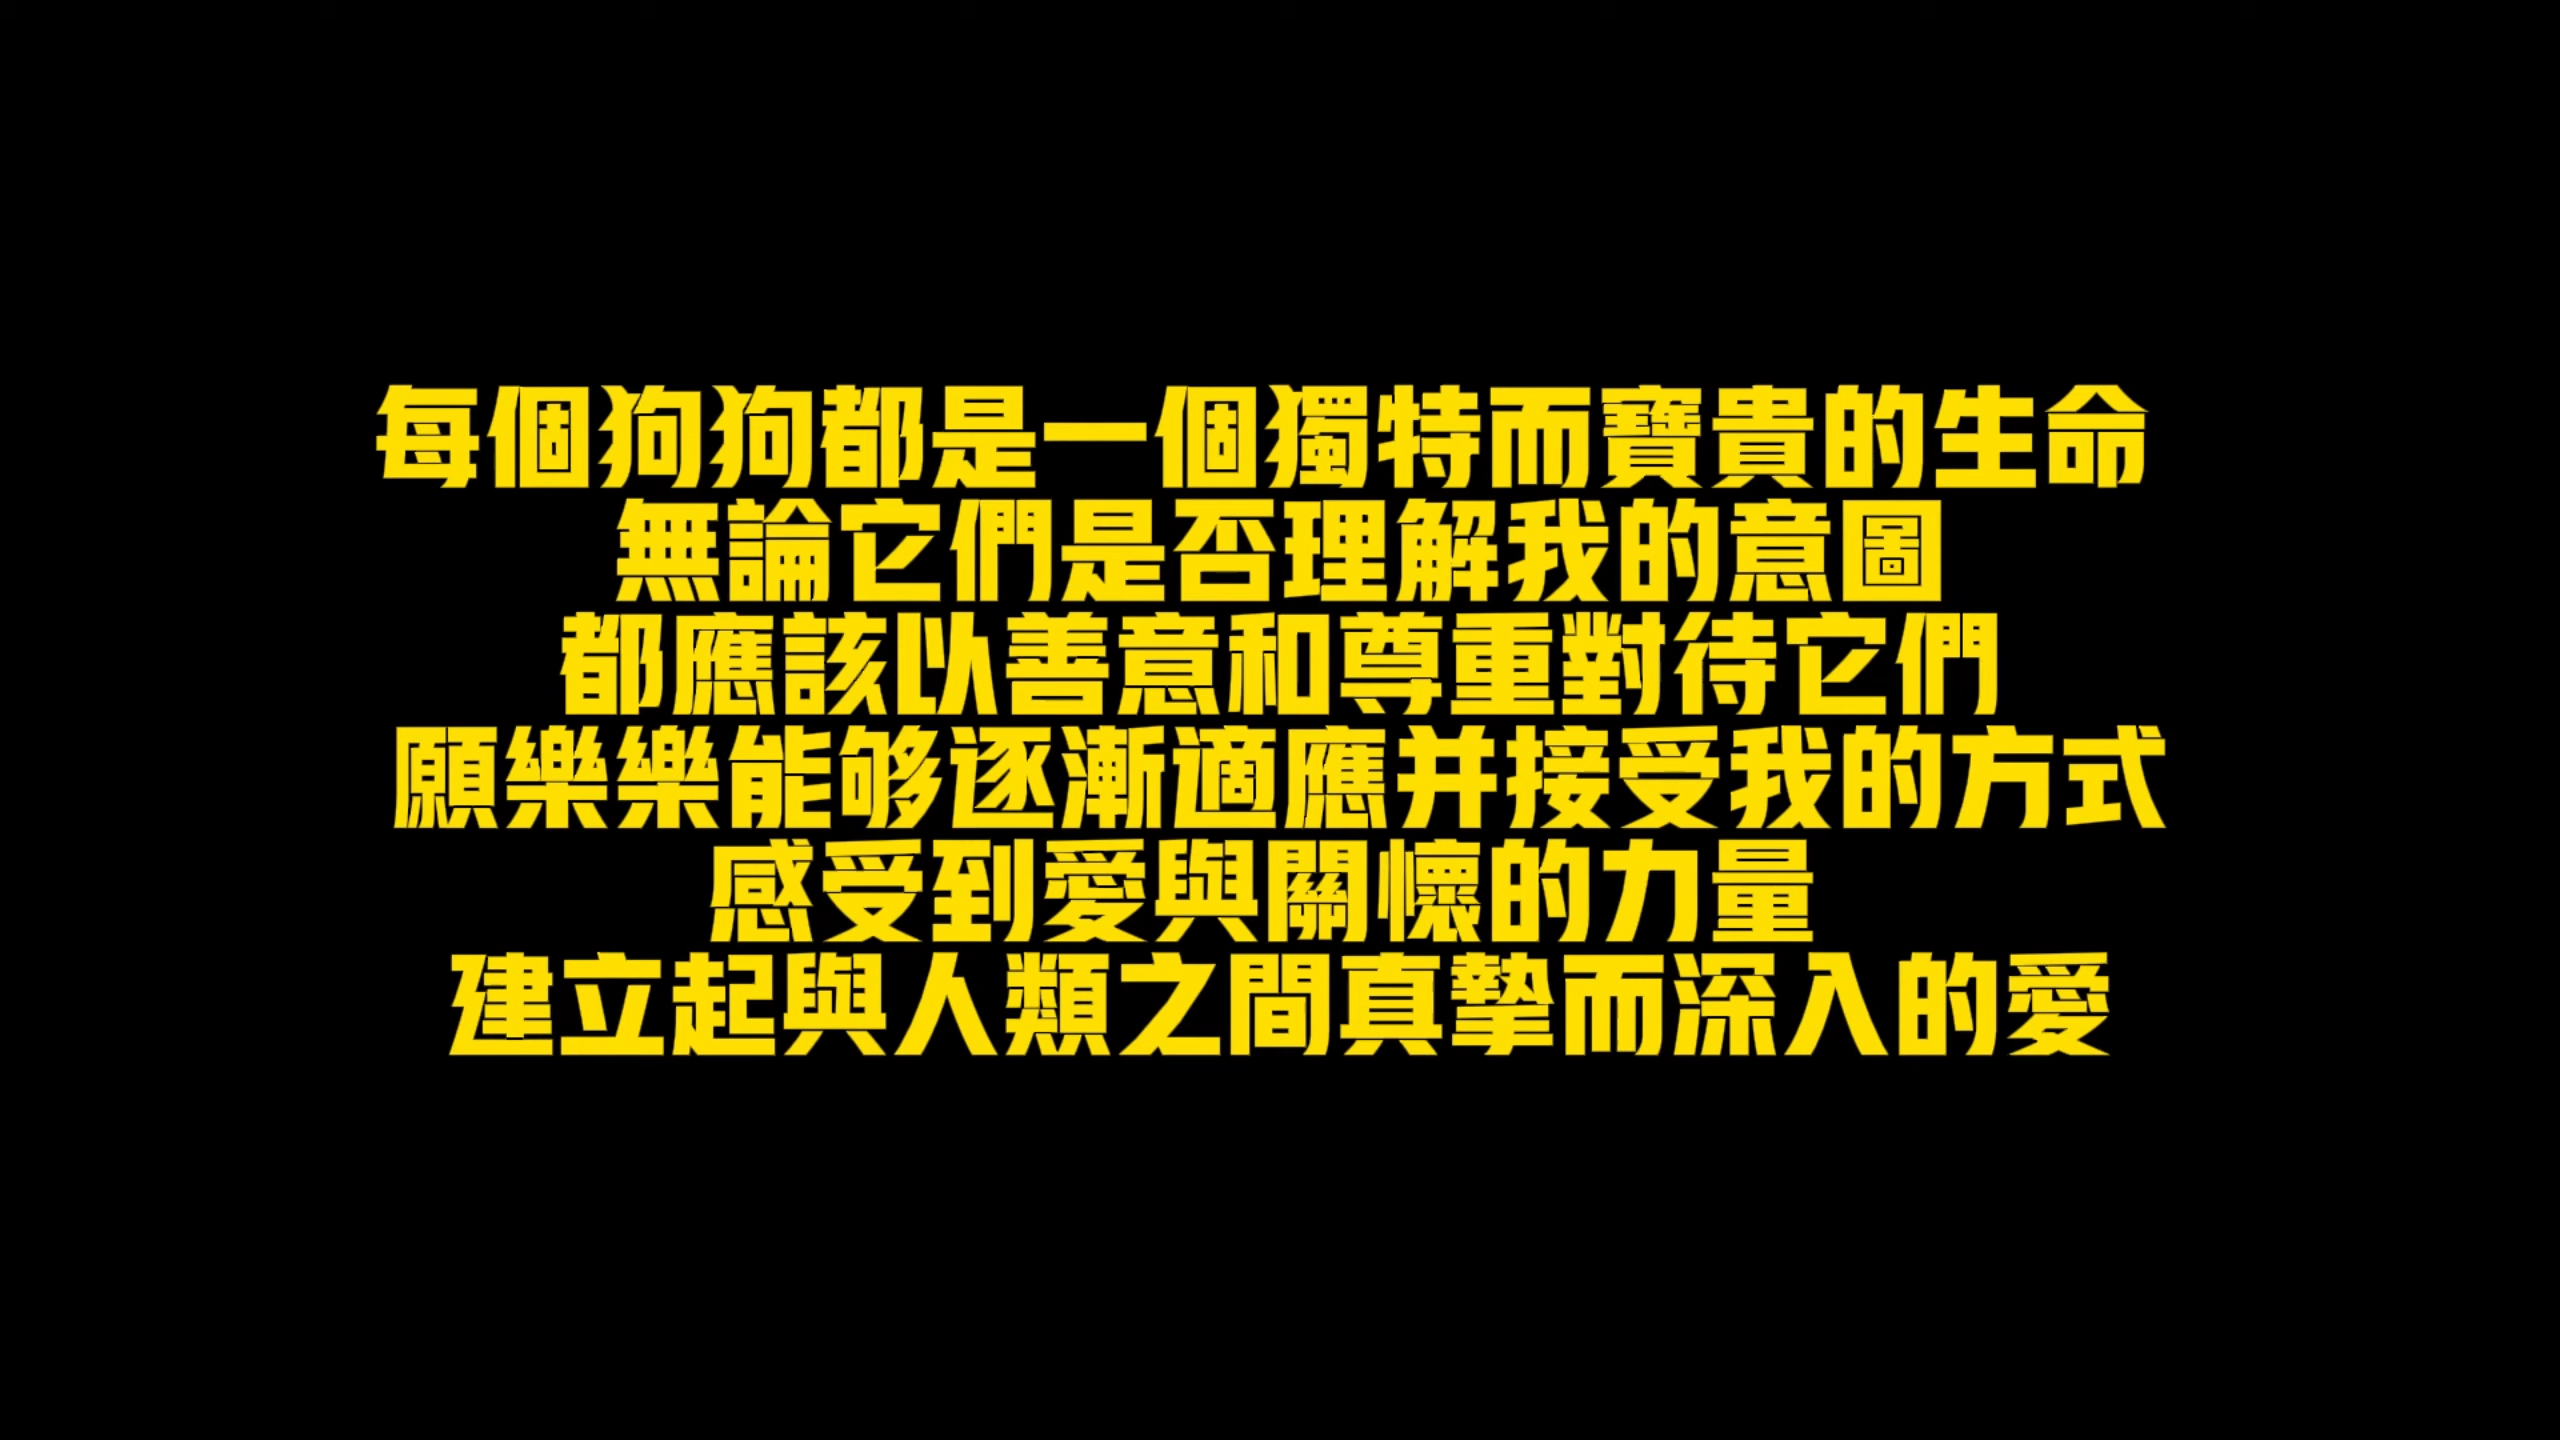 每個狗狗都是一個獨特而寶貴的生命
無論它們是否理解我的意圖
都應該以善意和尊重對待它們
願樂樂能够逐漸適應并接受我的方式
感受到愛與關懷的力量
建立起與人類之間真摯而深入的愛